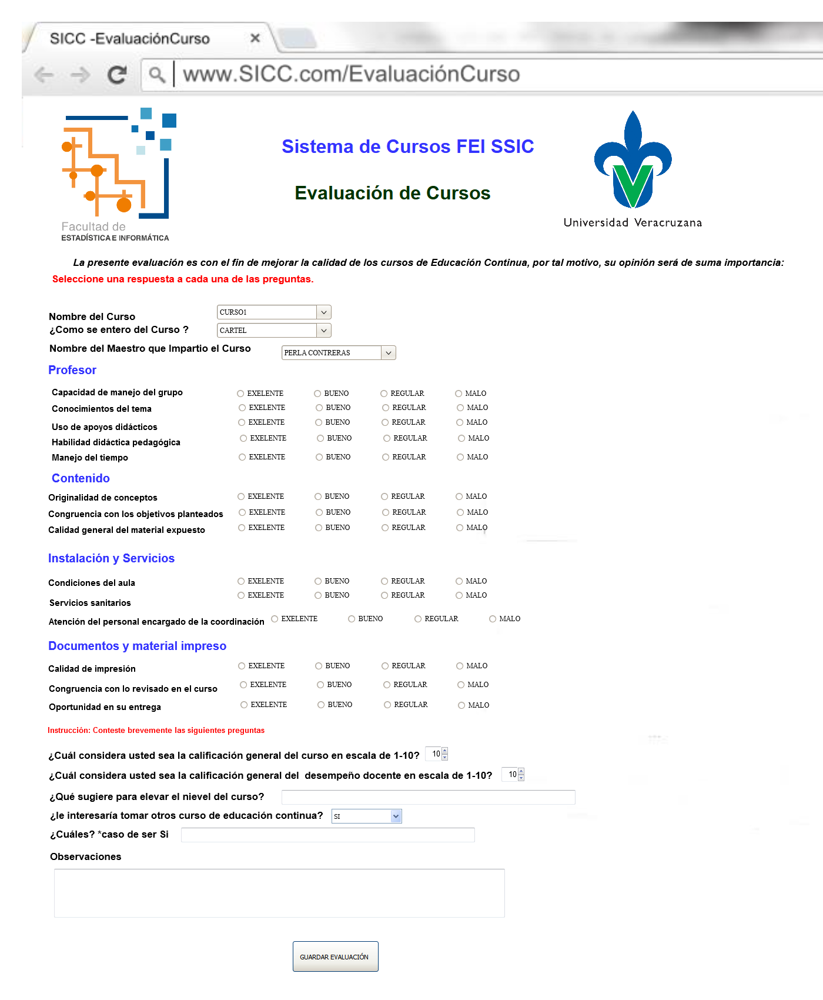 SICC -EvaluaciónCurso ×
www.SICC.com/EvaluaciónCurso
Sistema de Cursos FEI SSIC
Evaluación de Cursos
Facultad de
ESTADÍSTICA E INFORMÁTICA
Universidad Veracruzana
La presente evaluación es con el fin de mejorar la calidad de los cursos de Educación Continua, por tal motivo, su opinión será de suma importancia:
Seleccione una respuesta a cada una de las preguntas.
Nombre del Curso CURSO1
¿Como se entero del Curso ? CARTEL
Nombre del Maestro que Impartio el Curso PERLA CONTRERAS
Profesor
Capacidad de manejo del grupo EXELENTE BUENO REGULAR MALO
Conocimientos del tema EXELENTE BUENO REGULAR MALO
Uso de apoyos didácticos EXELENTE BUENO REGULAR MALO
Habilidad didáctica pedagógica EXELENTE BUENO REGULAR MALO
Manejo del tiempo EXELENTE BUENO REGULAR MALO
Contenido
Originalidad de conceptos EXELENTE BUENO REGULAR MALO
Congruencia con los objetivos planteados EXELENTE BUENO REGULAR MALO
Calidad general del material expuesto EXELENTE BUENO REGULAR MALO
Instalación y Servicios
Condiciones del aula EXELENTE BUENO REGULAR MALO
Servicios sanitarios EXELENTE BUENO REGULAR MALO
Atención del personal encargado de la coordinación EXELENTE BUENO REGULAR MALO
Documentos y material impreso
Calidad de impresión EXELENTE BUENO REGULAR MALO
Congruencia con lo revisado en el curso EXELENTE BUENO REGULAR MALO
Oportunidad en su entrega EXELENTE BUENO REGULAR MALO
Instrucción: Conteste brevemente las siguientes preguntas
¿Cuál considera usted sea la calificación general del curso en escala de 1-10? 10
¿Cuál considera usted sea la calificación general del desempeño docente en escala de 1-10? 10
¿Qué sugiere para elevar el nievel del curso?
¿le interesaría tomar otros curso de educación continua? SI
¿Cuáles? *caso de ser Si
Observaciones
GUARDAR EVALUACIÓN